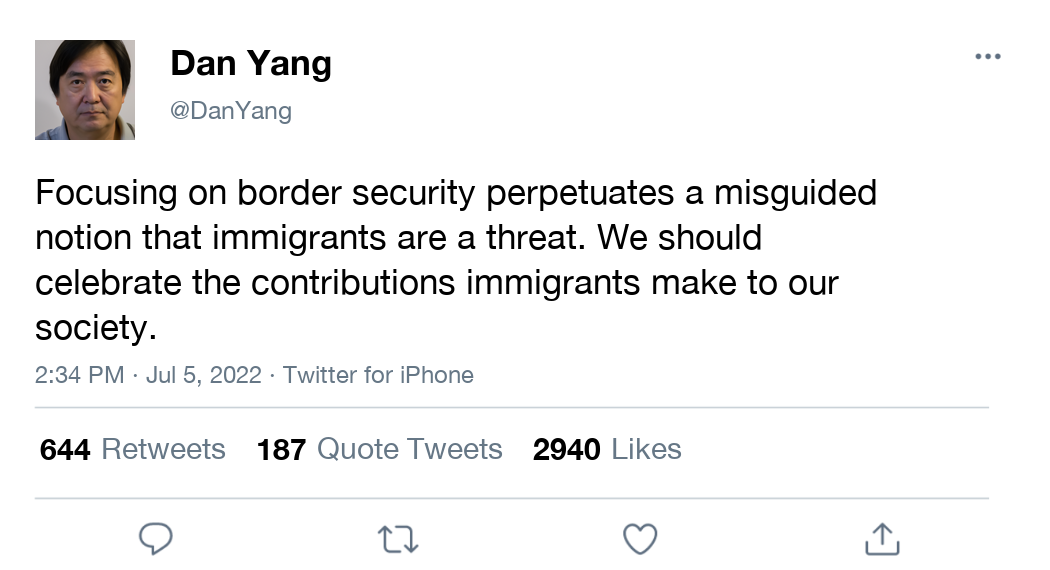 Dan Yang
@DanYang
Focusing on border security perpetuates a misguided
notion that immigrants are a threat. We should
celebrate the contributions immigrants make to our
society.
2:34 PM · Jul 5, 2022 · Twitter for iPhone
644 Retweets 187 Quote Tweets 2940 Likes